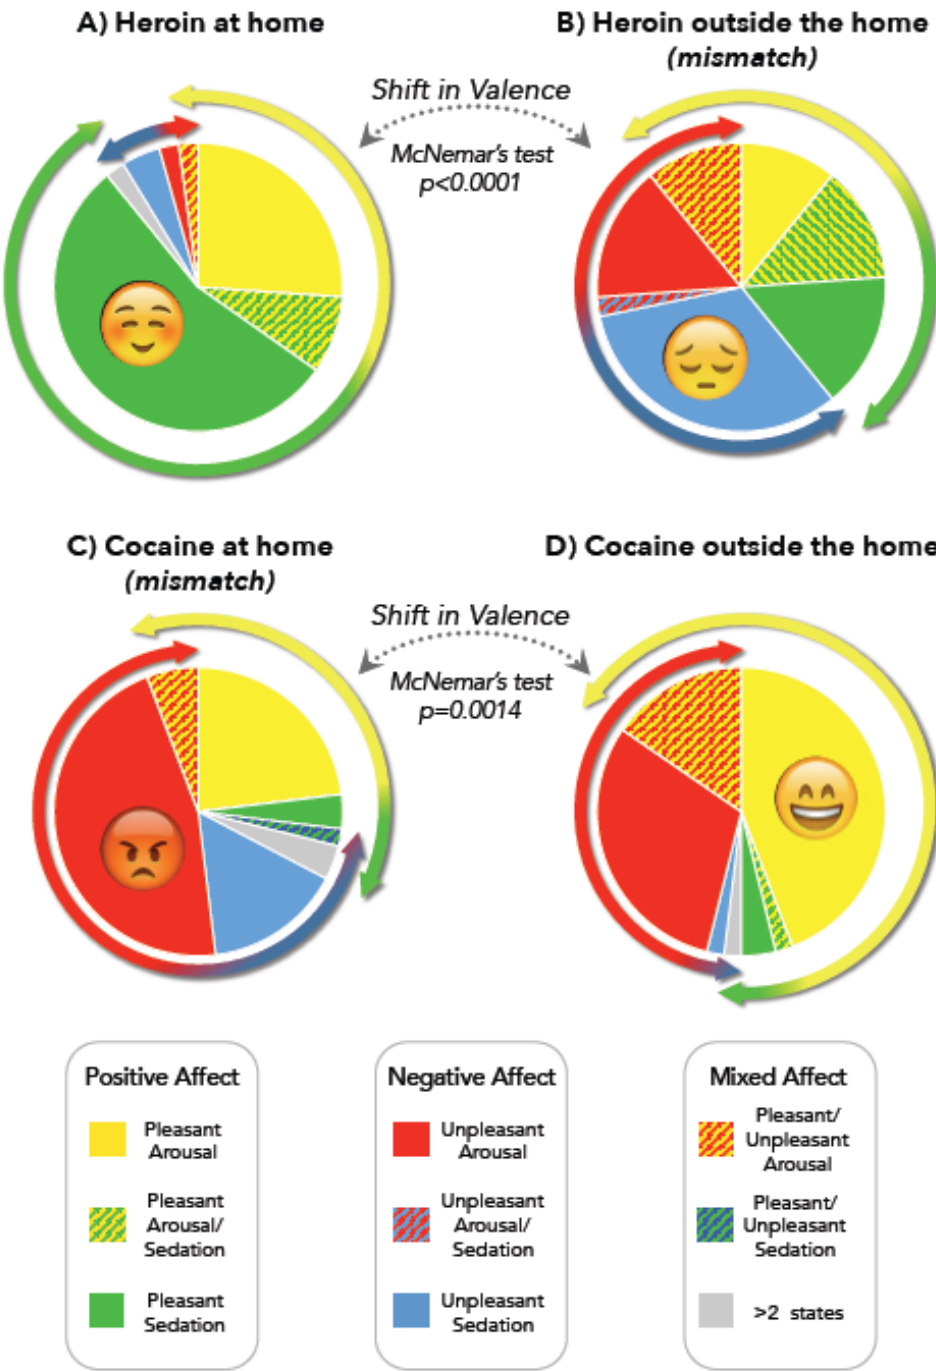 A) Heroin at home
B) Heroin outside the home
(mismatch)
Shift in Valence
McNemar's test
p<0.0001
C) Cocaine at home
(mismatch)
D) Cocaine outside the home
Shift in Valence
McNemar's test
p=0.0014
Positive Affect
Pleasant
Arousal
Pleasant
Arousal/
Sedation
Pleasant
Sedation
Negative Affect
Unpleasant
Arousal
Unpleasant
Arousal/
Sedation
Unpleasant
Sedation
Mixed Affect
Pleasant/
Unpleasant
Arousal
Pleasant/
Unpleasant
Sedation
>2 states